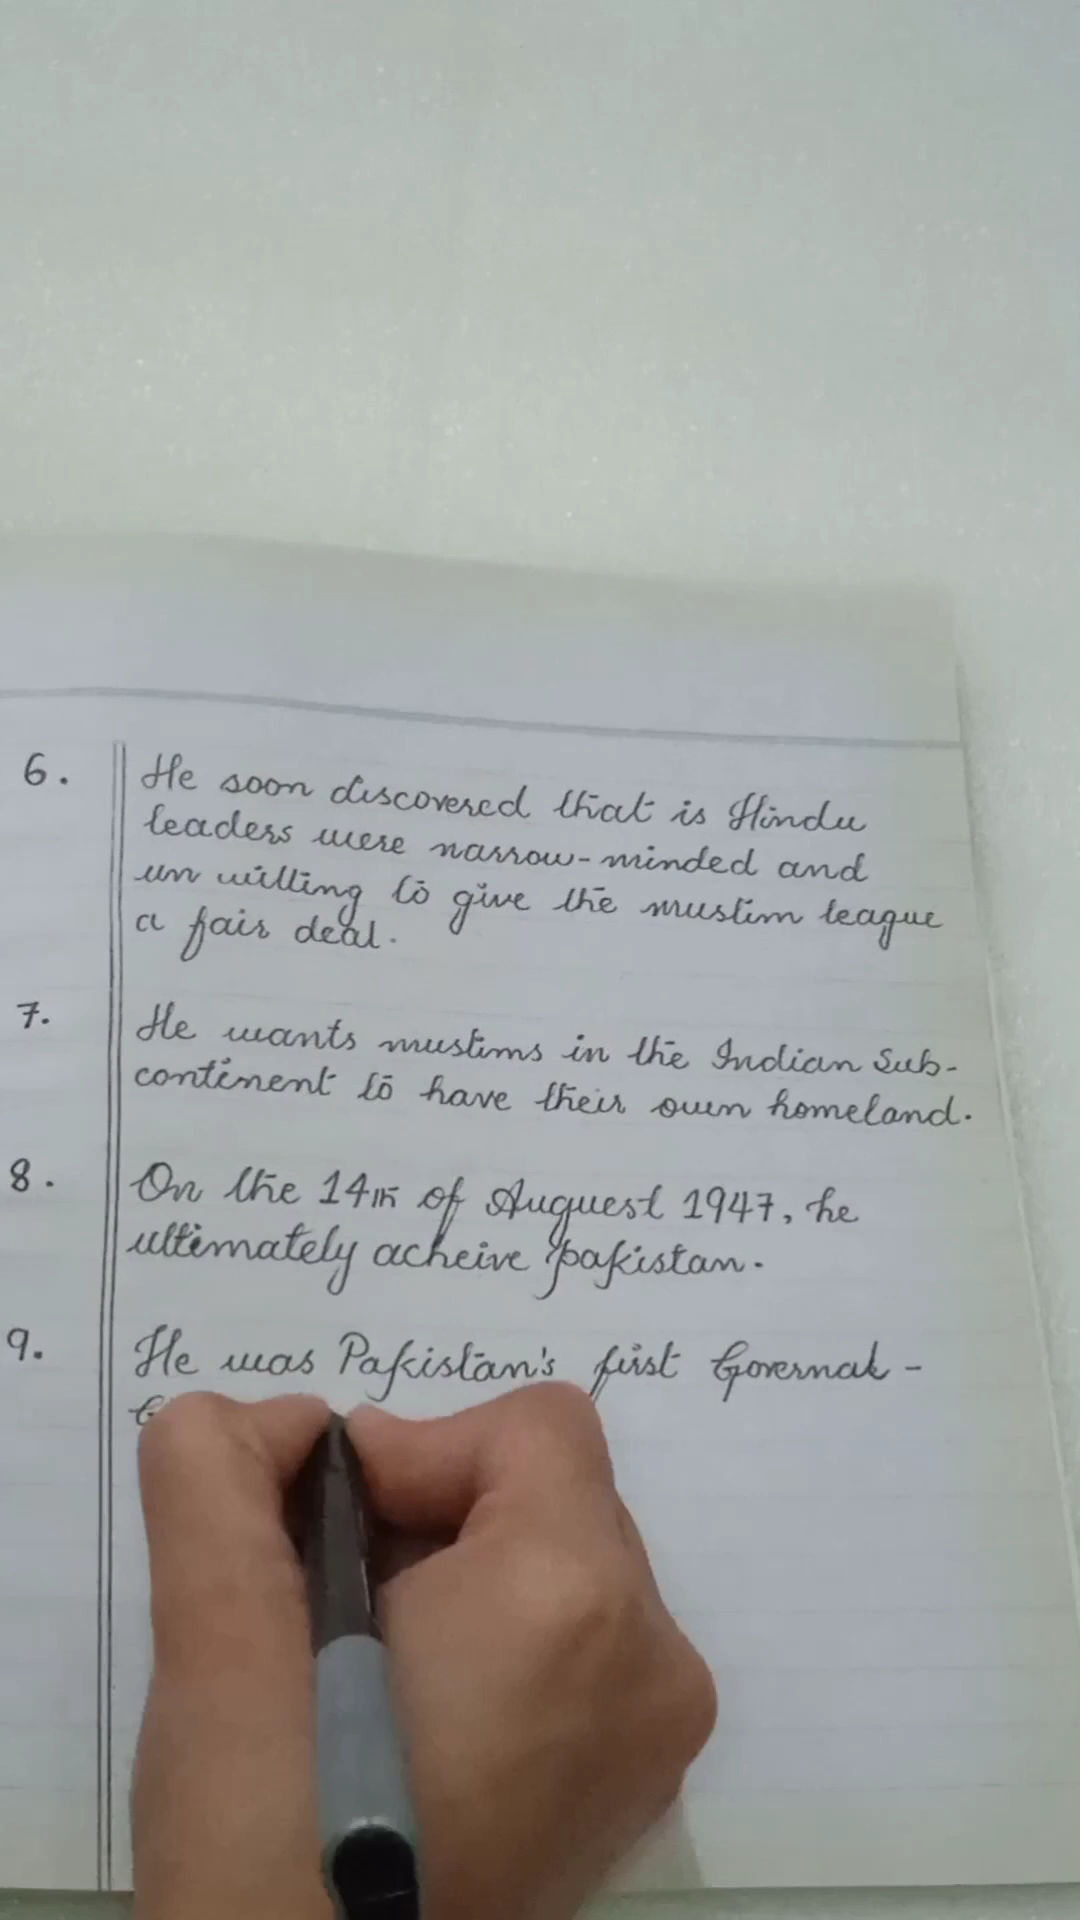 6. He soon discovered that is Hindu
leaders were narrow-minded and
un willing to give the muslim league
a fair deal.
7. He wants muslims in the Indian Sub-
continent to have their own homeland.
8. On the 14th of Auguest 1947, he
ultimately acheive pakistan.
9. He was Pakistan's first Governak-